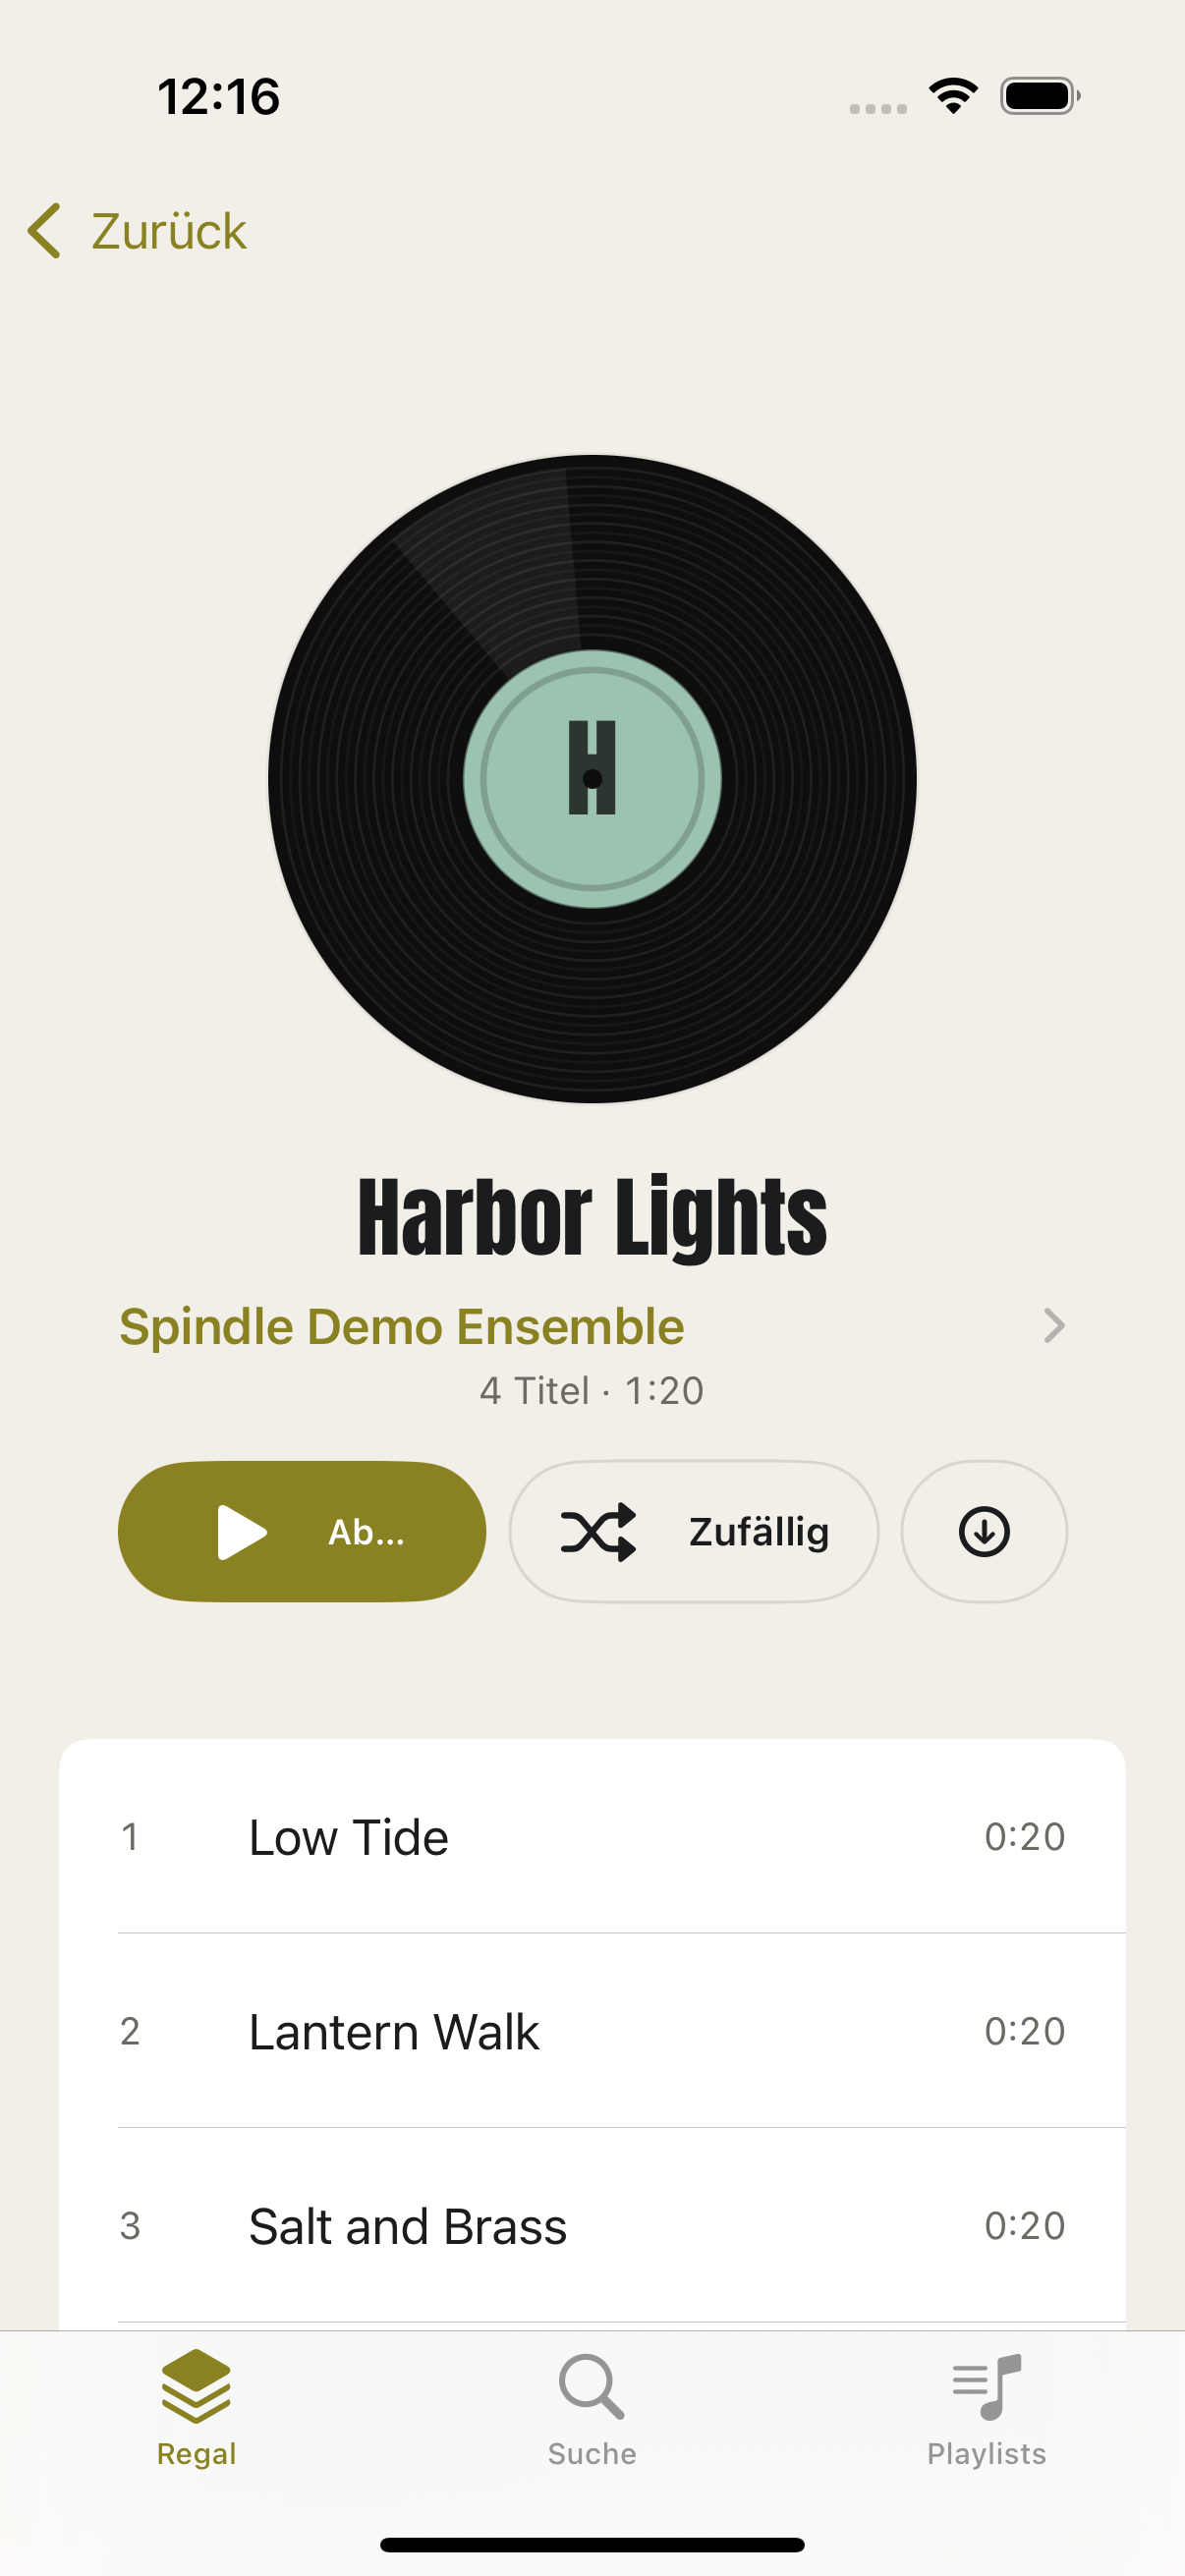 12:16
Zurück
H
Harbor Lights
Spindle Demo Ensemble
4 Titel · 1:20
Ab...
Zufällig
1 Low Tide 0:20
2 Lantern Walk 0:20
3 Salt and Brass 0:20
Regal Suche Playlists